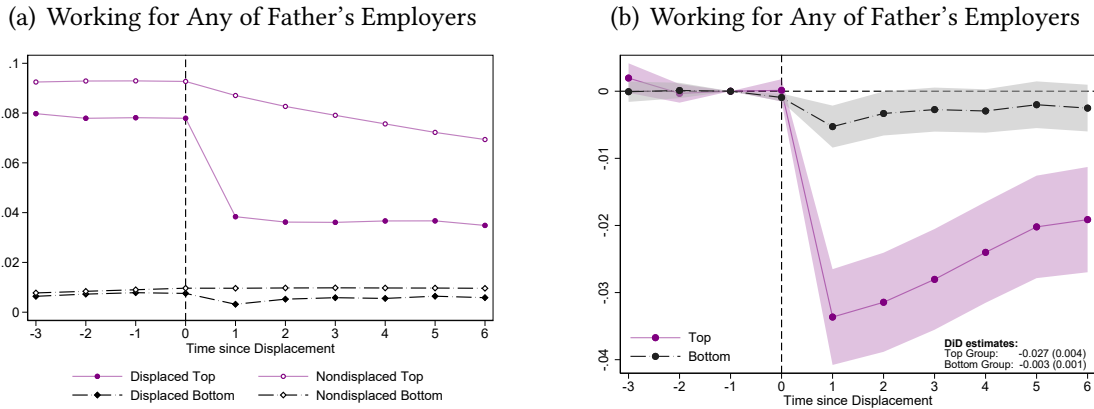 (a) Working for Any of Father's Employers
.1
.08
.06
.04
.02
0
-3 -2 -1 0 1 2 3 4 5 6
Time since Displacement
Displaced Top Nondisplaced Top
Displaced Bottom Nondisplaced Bottom
(b) Working for Any of Father's Employers
0
-.01
-.02
-.03
-.04
Top
Bottom
DiD estimates:
Top Group: -0.027 (0.004)
Bottom Group: -0.003 (0.001)
-3 -2 -1 0 1 2 3 4 5 6
Time since Displacement